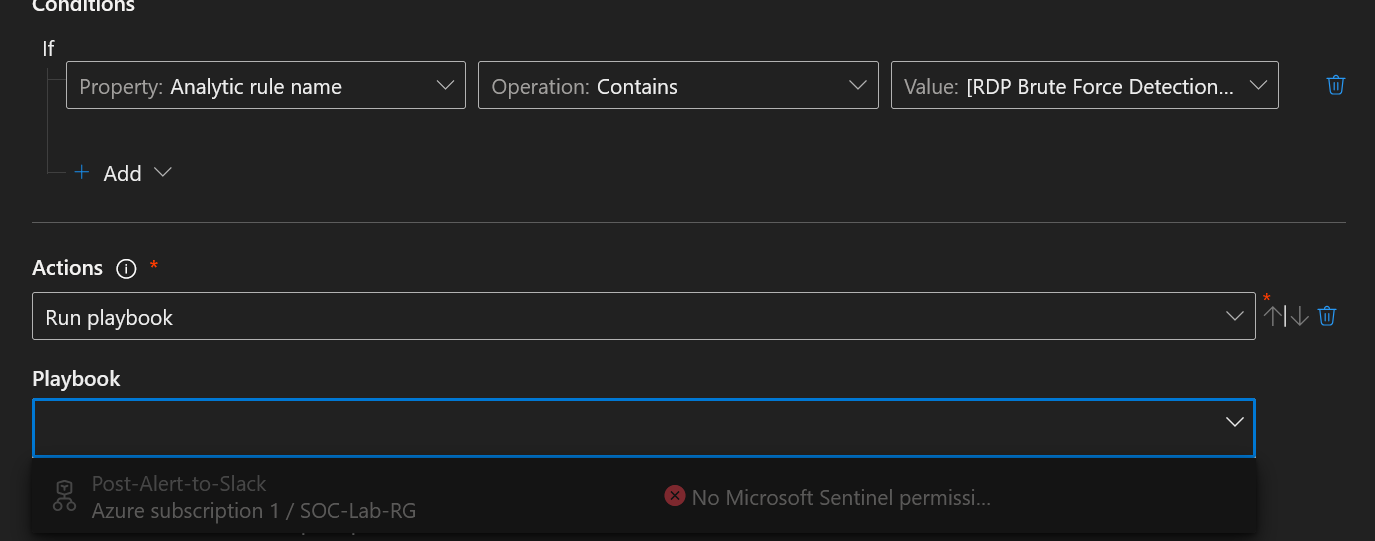 Conditions
If
Property: Analytic rule name Operation: Contains Value: [RDP Brute Force Detection...
+ Add
Actions *
Run playbook *
Playbook
Post-Alert-to-Slack
No Microsoft Sentinel permissi...
Azure subscription 1 / SOC-Lab-RG